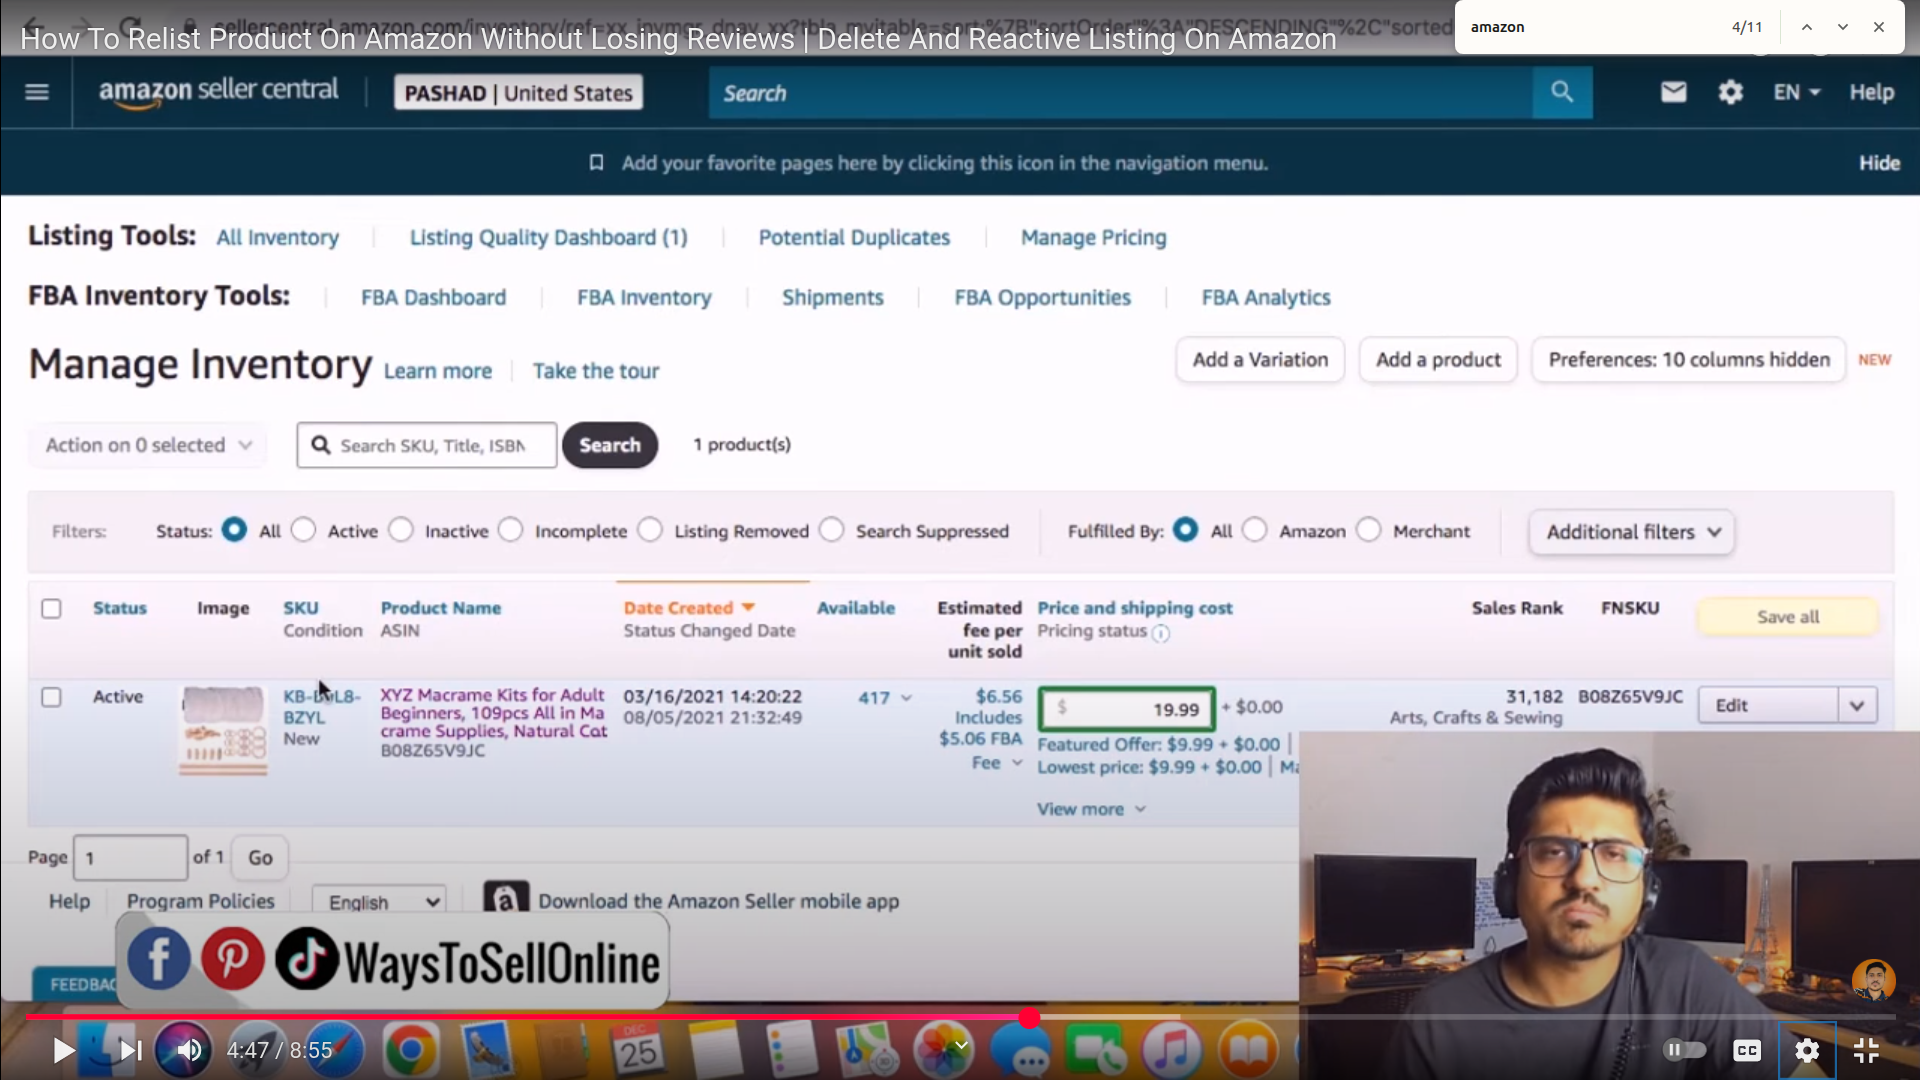 How To Relist Product On Amazon Without Losing Reviews | Delete And Reactive Listing On Amazon
amazon 4/11
amazon seller central PASHAD | United States Search EN Help
Add your favorite pages here by clicking this icon in the navigation menu. Hide
Listing Tools: All Inventory Listing Quality Dashboard (1) Potential Duplicates Manage Pricing
FBA Inventory Tools: FBA Dashboard FBA Inventory Shipments FBA Opportunities FBA Analytics
Manage Inventory Learn more Take the tour Add a Variation Add a product Preferences: 10 columns hidden NEW
Action on 0 selected Search SKU, Title, ISBN Search 1 product(s)
Filters: Status: All Active Inactive Incomplete Listing Removed Search Suppressed Fulfilled By: All Amazon Merchant Additional filters
Status Image SKU Product Name Date Created Available Estimated Price and shipping cost Sales Rank FNSKU Save all
Condition ASIN Status Changed Date fee per Pricing status
unit sold
Active XYZ Macrame Kits for Adult 03/16/2021 14:20:22 417 $6.56 $ 19.99 + $0.00 31,182 B08Z65V9JC Edit
BZYL Beginners, 109pcs All in Ma 08/05/2021 21:32:49 Includes Arts, Crafts & Sewing
New crame Supplies, Natural Cot $5.06 FBA Featured Offer: $9.99 + $0.00
B08Z65V9JC Fee Lowest price: $9.99 + $0.00
View more
Page 1 of 1 Go
Help Program Policies English Download the Amazon Seller mobile app
WaysToSellOnline
DEC
25
4:47 / 8:55 CC